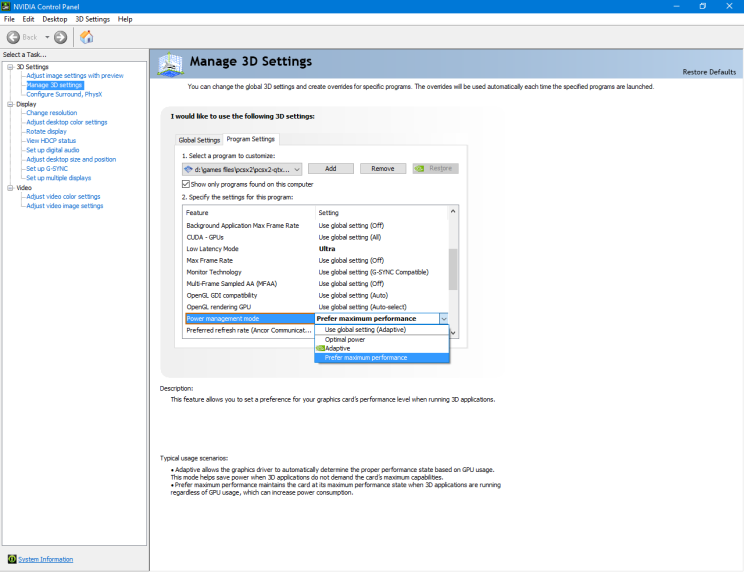 NVIDIA Control Panel
File Edit Desktop 3D Settings Help
Back
Select a Task...
3D Settings
Adjust image settings with preview
Manage 3D settings
Configure Surround, PhysX
Display
Change resolution
Adjust desktop color settings
Rotate display
View HDCP status
Set up digital audio
Adjust desktop size and position
Set up G-SYNC
Set up multiple displays
Video
Adjust video color settings
Adjust video image settings
System Information
Manage 3D Settings
Restore Defaults
You can change the global 3D settings and create overrides for specific programs. The overrides will be used automatically each time the specified programs are launched.
I would like to use the following 3D settings:
Global Settings Program Settings
1. Select a program to customize:
d:\games files\pcsx2\pcsx2-qtx... Add Remove Restore
Show only programs found on this computer
2. Specify the settings for this program:
Feature Setting
Background Application Max Frame Rate Use global setting (Off)
CUDA - GPUs Use global setting (All)
Low Latency Mode Ultra
Max Frame Rate Use global setting (Off)
Monitor Technology Use global setting (G-SYNC Compatible)
Multi-Frame Sampled AA (MFAA) Use global setting (Off)
OpenGL GDI compatibility Use global setting (Auto)
OpenGL rendering GPU Use global setting (Auto-select)
Power management mode Prefer maximum performance
Preferred refresh rate (Ancor Communicat... Use global setting (Adaptive)
Optimal power
Adaptive
Prefer maximum performance
Description:
This feature allows you to set a preference for your graphics card's performance level when running 3D applications.
Typical usage scenarios:
• Adaptive allows the graphics driver to automatically determine the proper performance state based on GPU usage.
This mode helps save power when 3D applications do not demand the card's maximum capabilities.
• Prefer maximum performance maintains the card at its maximum performance state when 3D applications are running
regardless of GPU usage, which can increase power consumption.